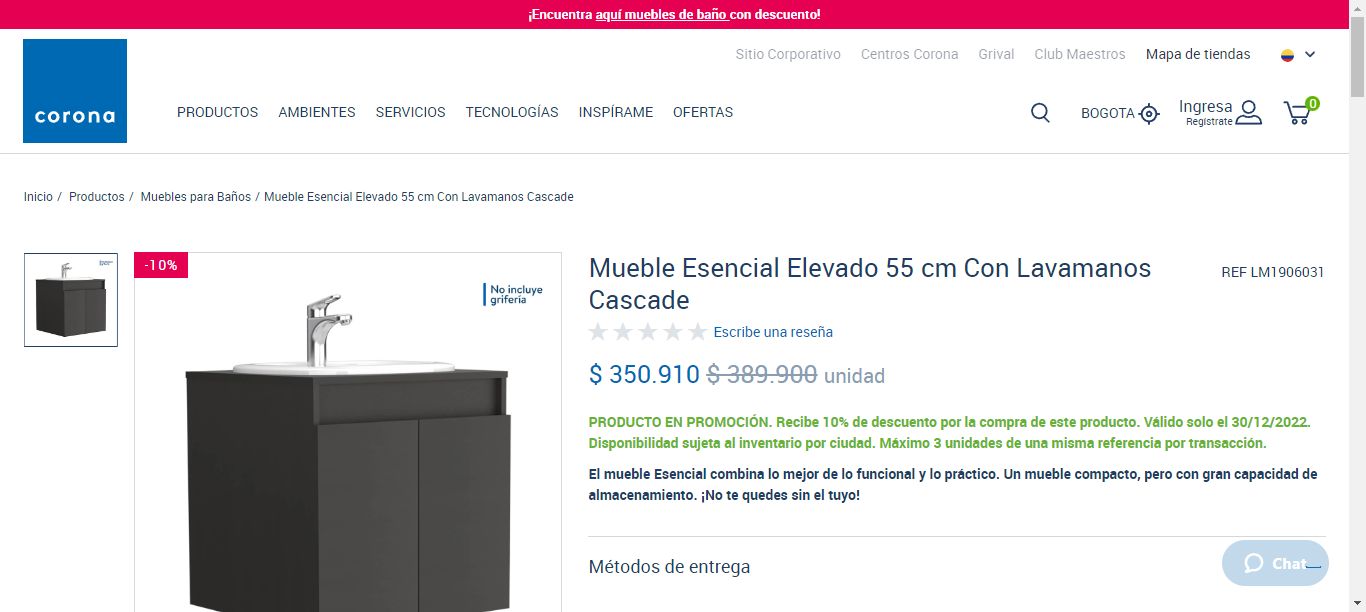 ¡Encuentra aquí muebles de baño con descuento!
Sitio Corporativo Centros Corona Grival Club Maestros Mapa de tiendas
corona
PRODUCTOS AMBIENTES SERVICIOS TECNOLOGÍAS INSPÍRAME OFERTAS
BOGOTA
Ingresa
Regístrate
0
Inicio / Productos / Muebles para Baños / Mueble Esencial Elevado 55 cm Con Lavamanos Cascade
-10%
No incluye
grifería
Mueble Esencial Elevado 55 cm Con Lavamanos
Cascade
REF LM1906031
Escribe una reseña
$ 350.910 $ 389.900 unidad
PRODUCTO EN PROMOCIÓN. Recibe 10% de descuento por la compra de este producto. Válido solo el 30/12/2022.
Disponibilidad sujeta al inventario por ciudad. Máximo 3 unidades de una misma referencia por transacción.
El mueble Esencial combina lo mejor de lo funcional y lo práctico. Un mueble compacto, pero con gran capacidad de
almacenamiento. ¡No te quedes sin el tuyo!
Métodos de entrega
Chat